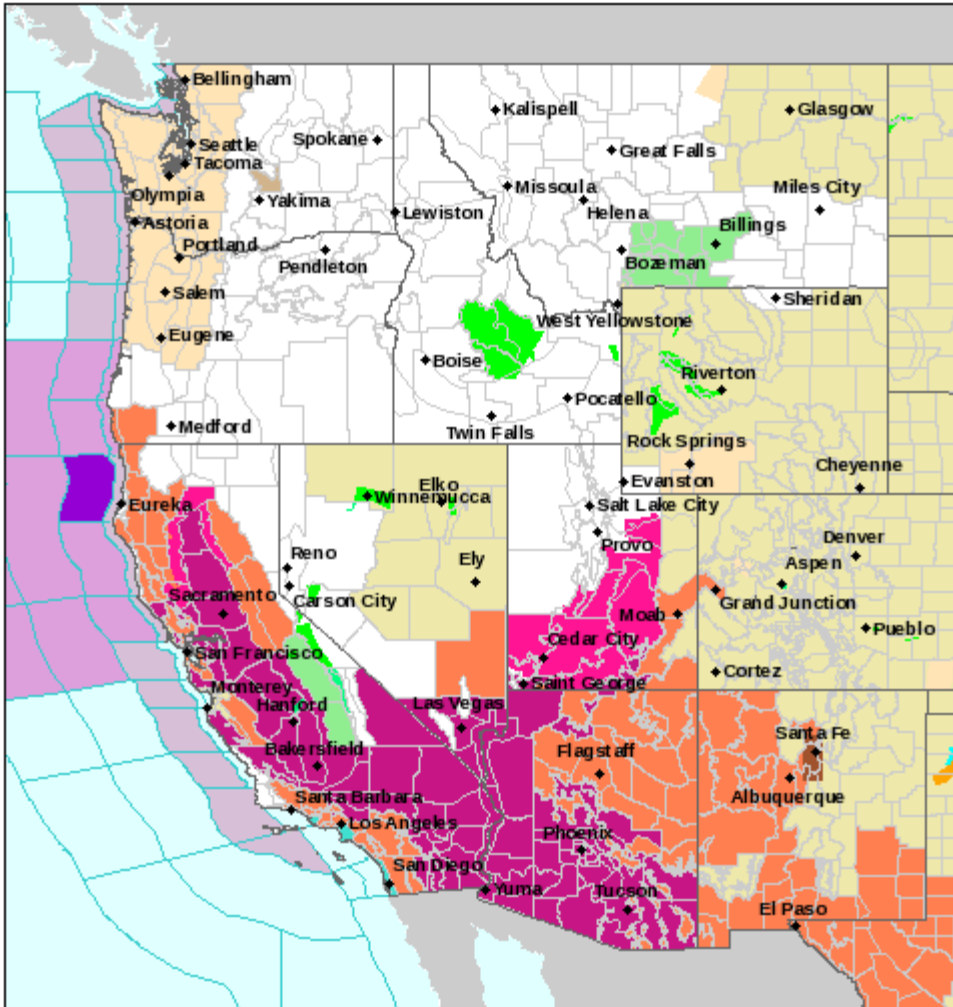 Bellingham
Kalispell
Glasgow
Seattle
Spokane
Great Falls
Tacoma
Olympia
Yakima
Missoula
Miles City
Lewiston
Helena
Astoria
Billings
Portland
Pendleton
Bozeman
Salem
Sheridan
West Yellowstone
Eugene
Boise
Riverton
Pocatello
Medford
Twin Falls
Rock Springs
Cheyenne
Elko
Evanston
Winnemucca
Eureka
Salt Lake City
Provo
Denver
Reno
Ely
Aspen
Carson City
Sacramento
Moab
Grand Junction
Pueblo
Cedar City
San Francisco
Cortez
Saint George
Monterey
Hanford
Las Vegas
Santa Fe
Bakersfield
Flagstaff
Albuquerque
Santa Barbara
Los Angeles
Phoenix
San Diego
Yuma
Tucson
El Paso